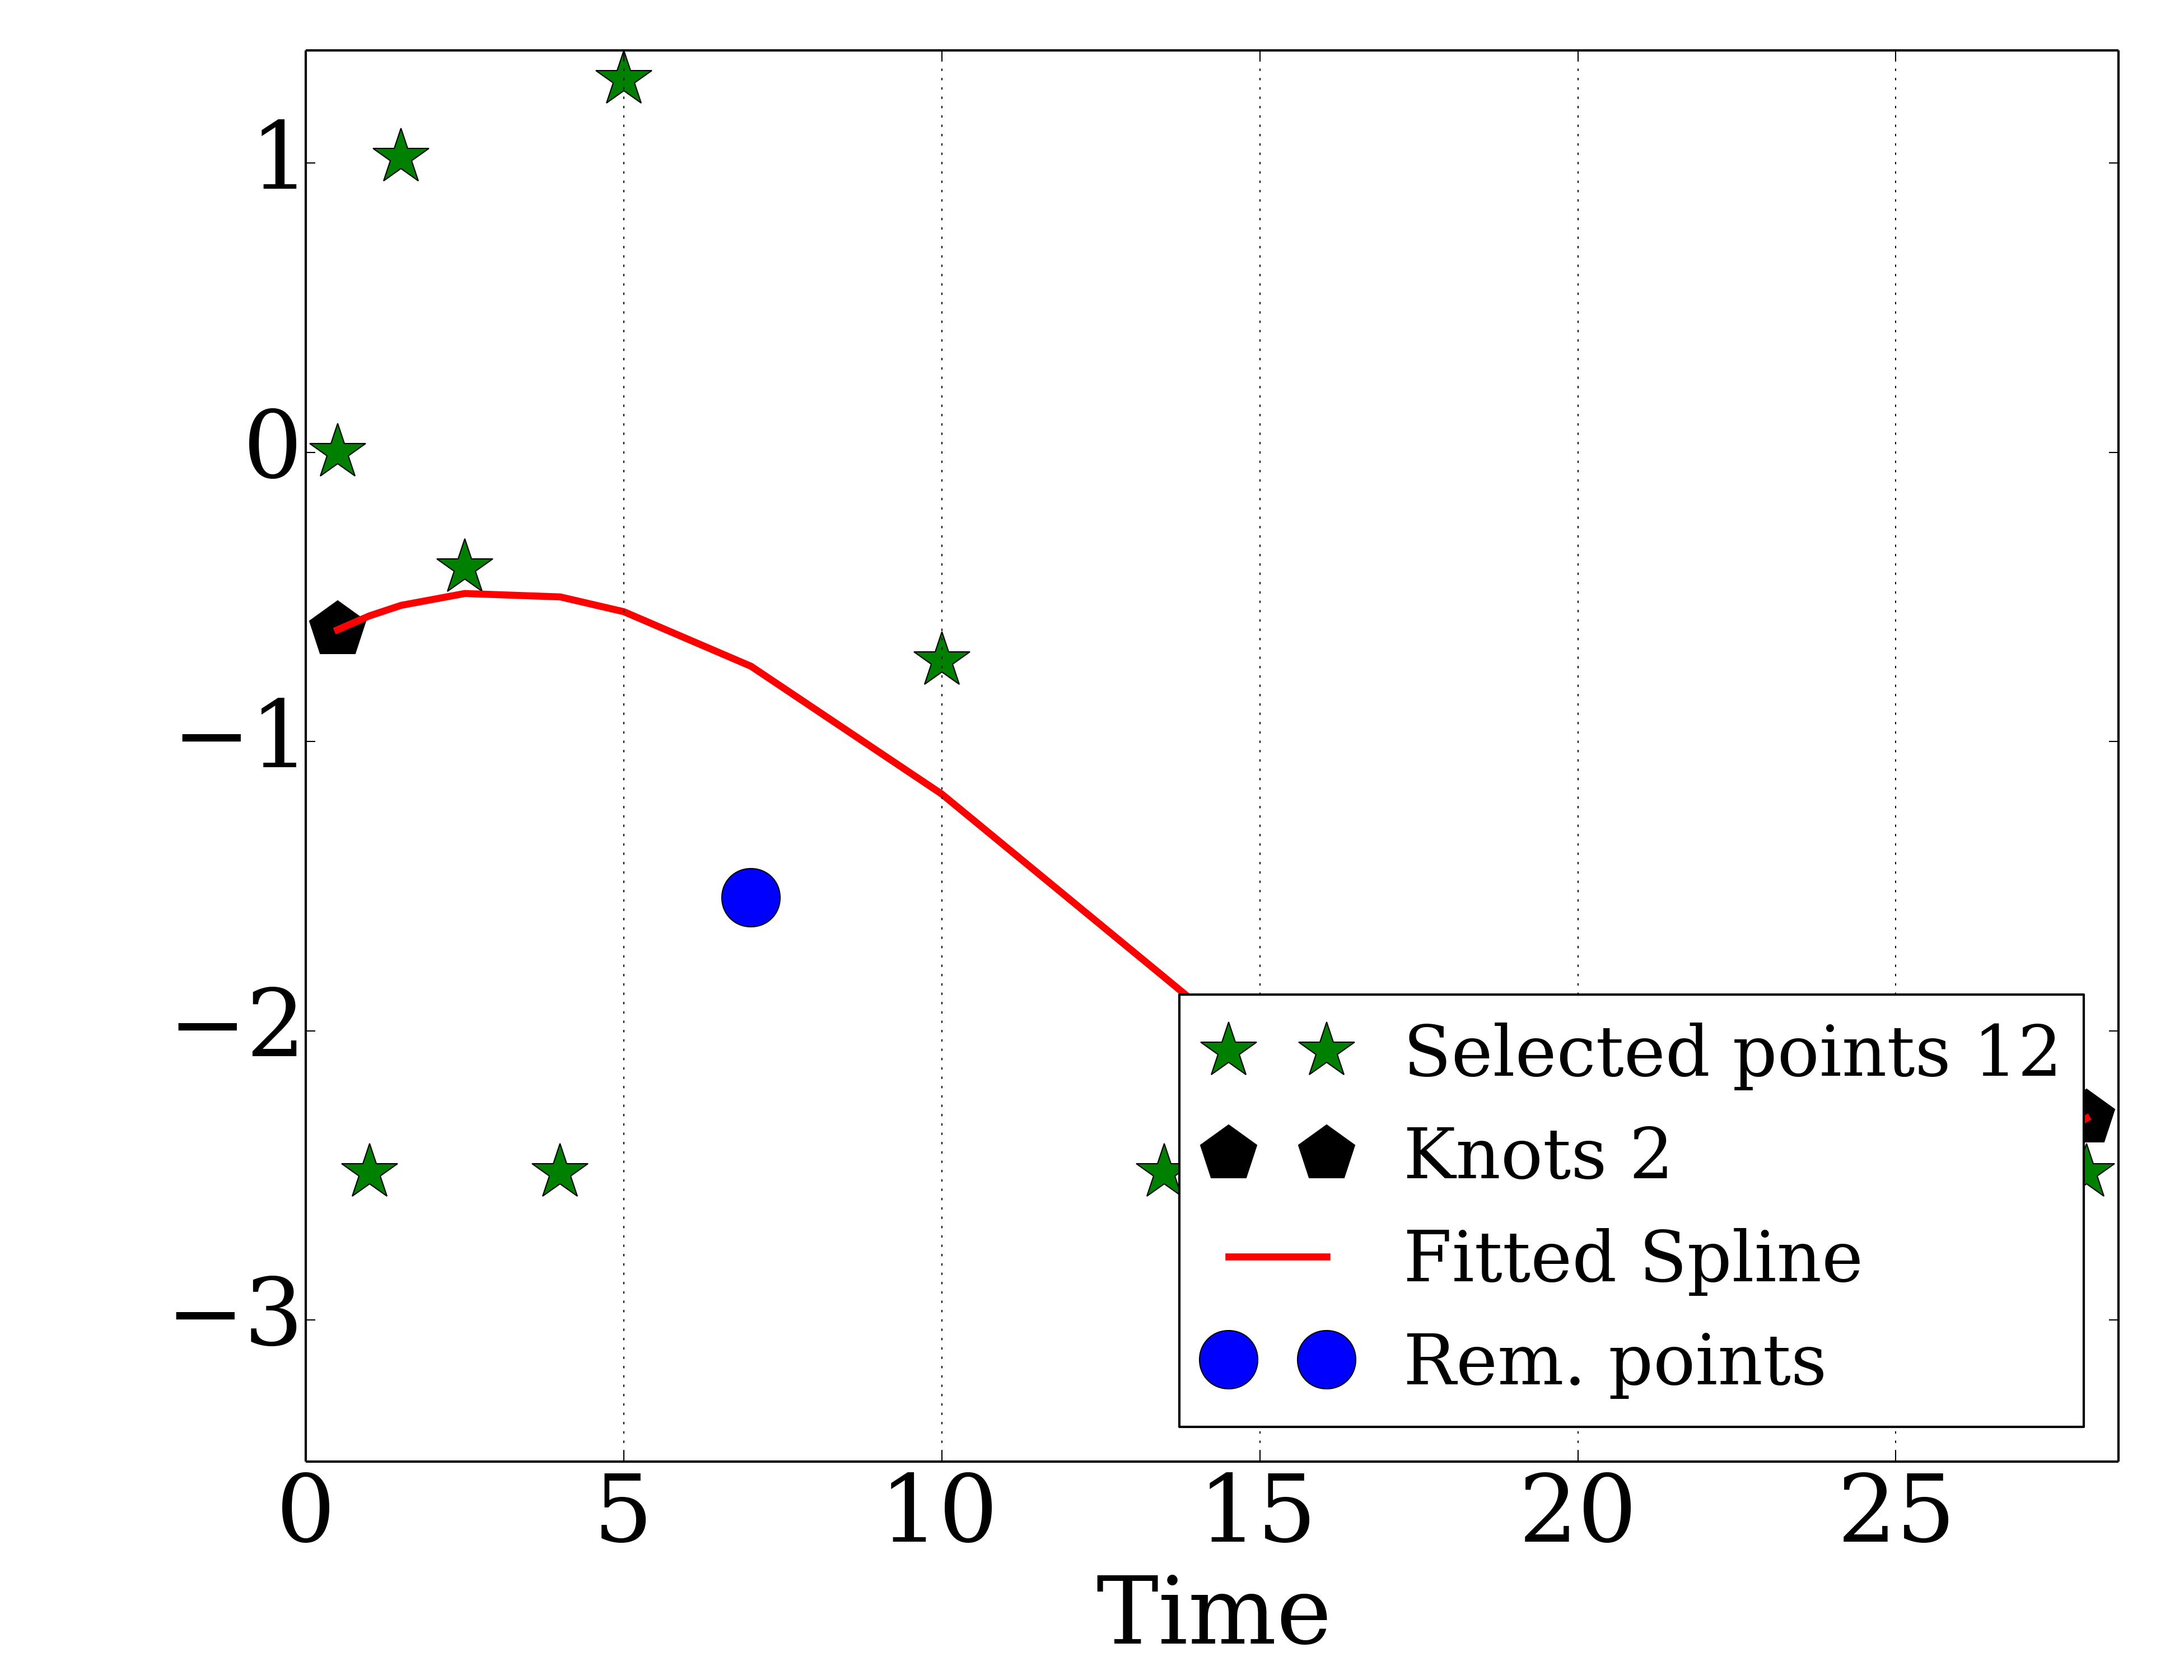 1
0
−1
−2
−3
Selected points 12
Knots 2
Fitted Spline
Rem. points
0 5 10 15 20 25
Time